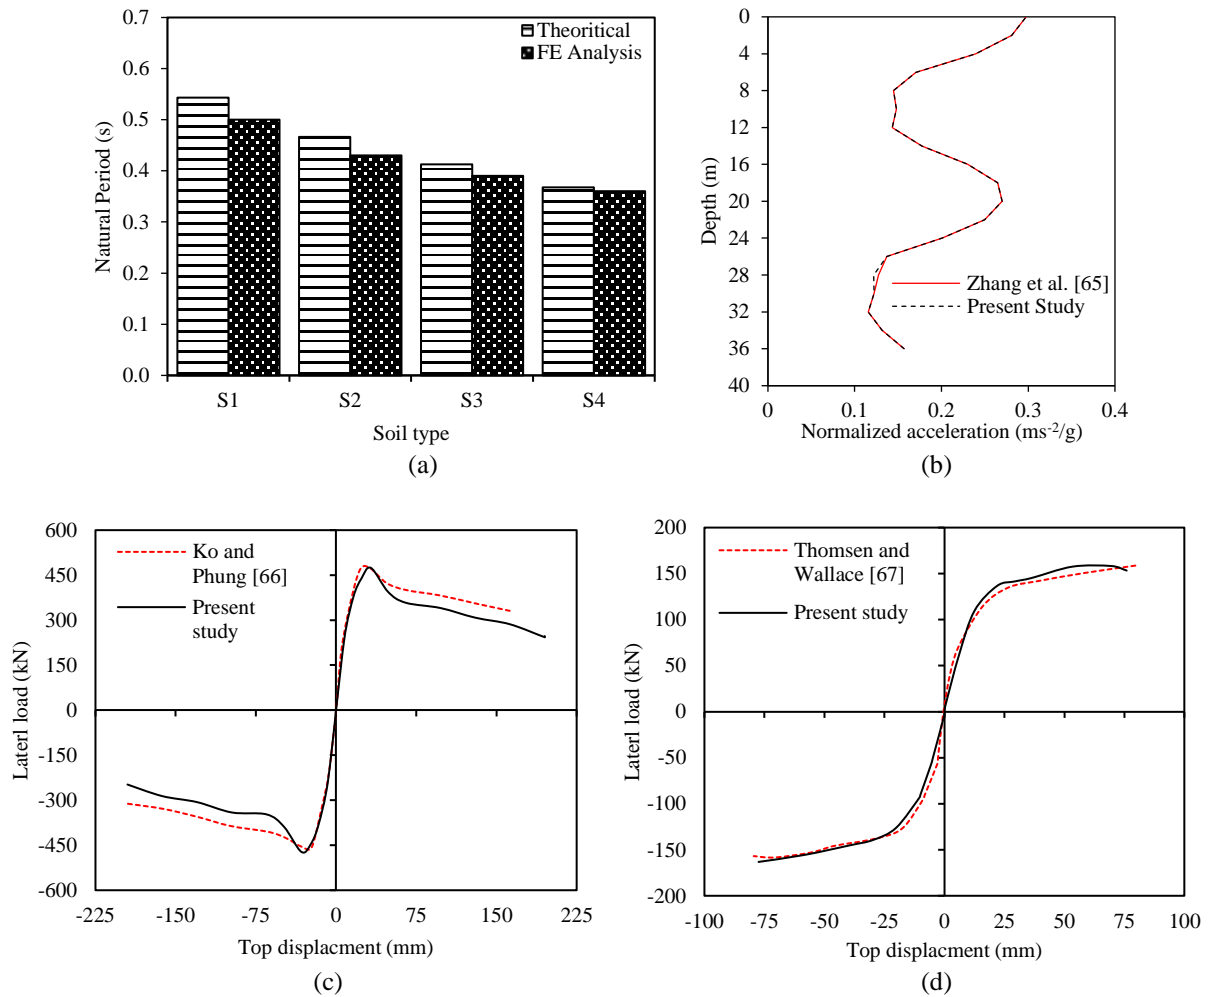 0.7
0.6
0.5
0.4
0.3
0.2
0.1
0.0
Natural Period (s)
Theoritical
FE Analysis
S1 S2 S3 S4
Soil type
(a)
0
4
8
12
16
20
24
28
32
36
40
Depth (m)
Zhang et al. [65]
Present Study
0 0.1 0.2 0.3 0.4
Normalized acceleration (ms-2/g)
(b)
600
450
300
150
0
-150
-300
-450
-600
Laterl load (kN)
Ko and
Phung [66]
Present
study
-225 -150 -75 0 75 150 225
Top displacment (mm)
(c)
200
150
100
50
0
-50
-100
-150
-200
Laterl load (kN)
Thomsen and
Wallace [67]
Present study
-100 -75 -50 -25 0 25 50 75 100
Top displacment (mm)
(d)